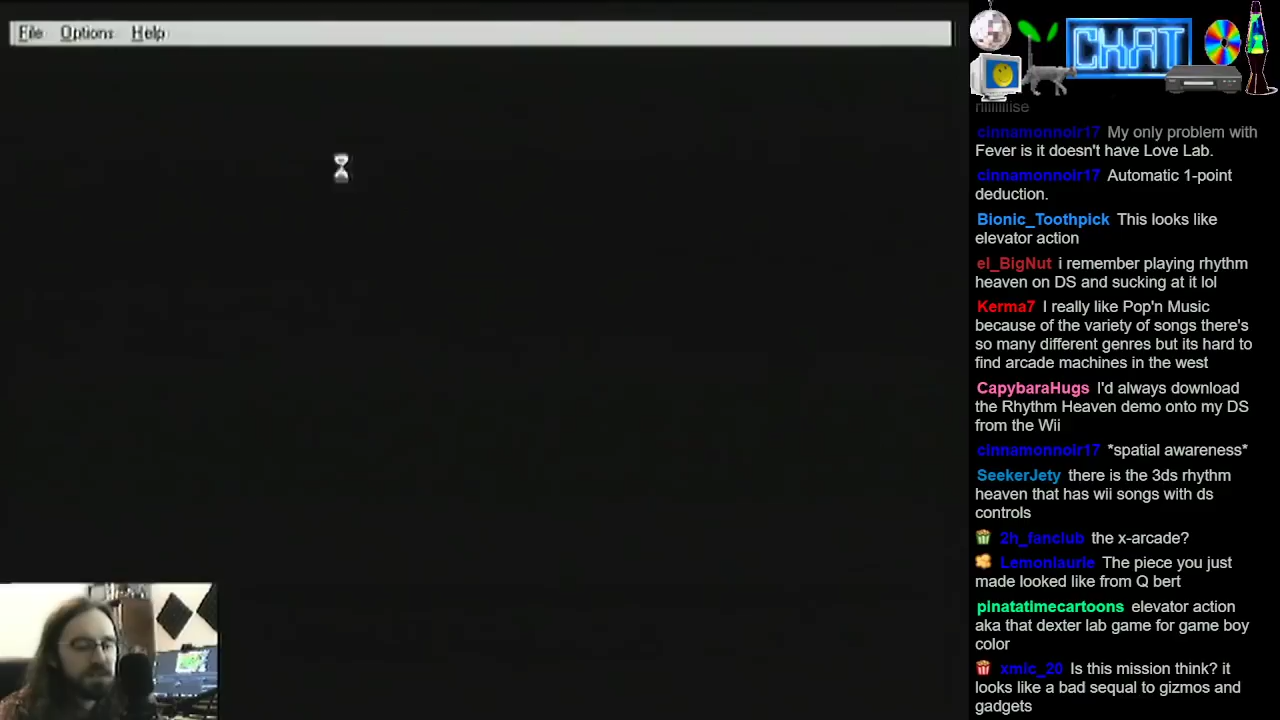 File Options Help
CHAT
riiiiiiiise
cinnamonnoir17 My only problem with
Fever is it doesn't have Love Lab.
cinnamonnoir17 Automatic 1-point
deduction.
Bionic_Toothpick This looks like
elevator action
el_BigNut i remember playing rhythm
heaven on DS and sucking at it lol
Kerma7 I really like Pop'n Music
because of the variety of songs there's
so many different genres but its hard to
find arcade machines in the west
CapybaraHugs I'd always download
the Rhythm Heaven demo onto my DS
from the Wii
cinnamonnoir17 *spatial awareness*
SeekerJety there is the 3ds rhythm
heaven that has wii songs with ds
controls
2h_fanclub the x-arcade?
Lemonlaurie The piece you just
made looked like from Q bert
pinatatimecartoons elevator action
aka that dexter lab game for game boy
color
xmic_20 Is this mission think? it
looks like a bad sequal to gizmos and
gadgets